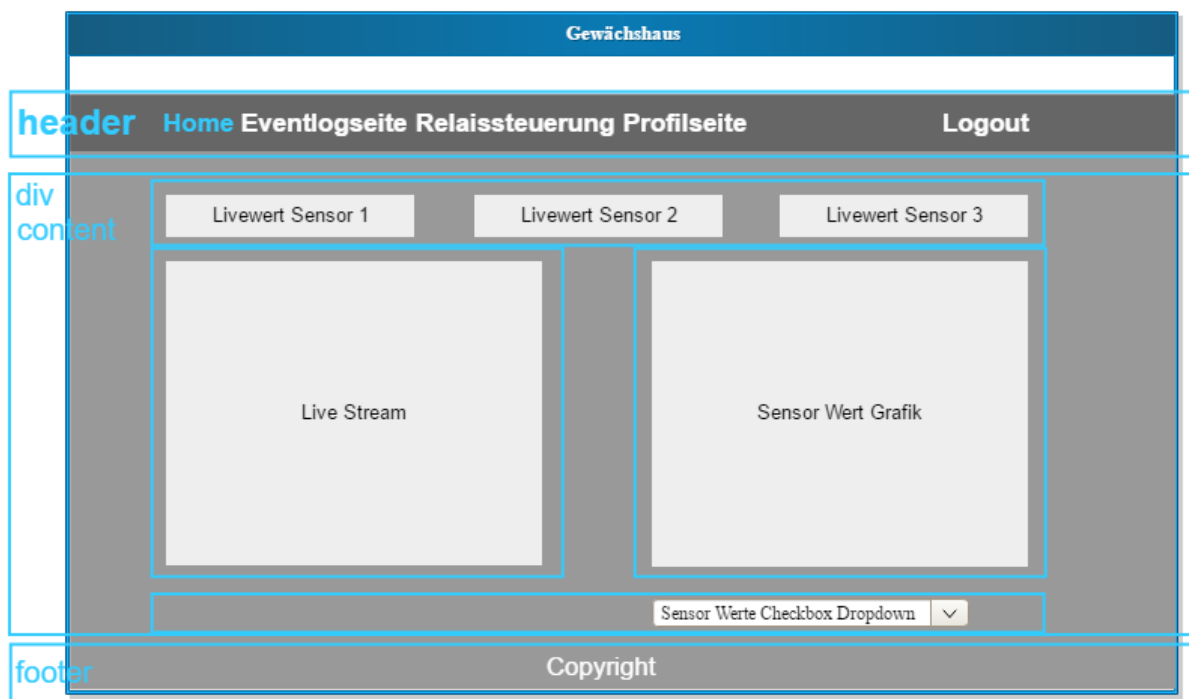 Gewächshaus
header Home Eventlogseite Relaissteuerung Profilseite Logout
div
content
Livewert Sensor 1 Livewert Sensor 2 Livewert Sensor 3
Live Stream Sensor Wert Grafik
Sensor Werte Checkbox Dropdown
footer Copyright